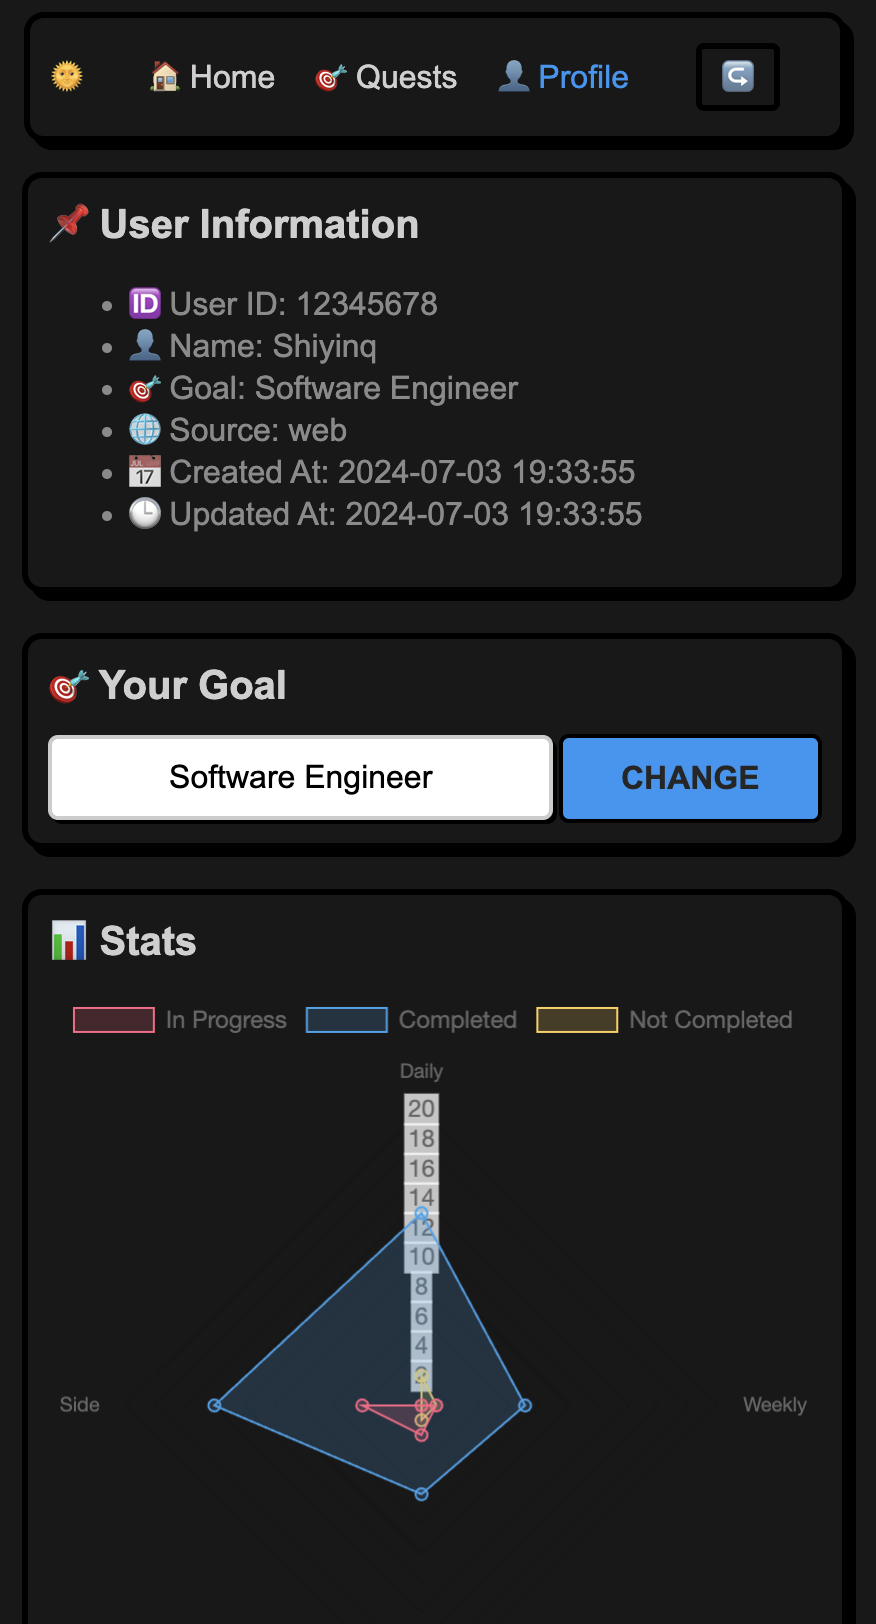 Home Quests Profile
User Information
User ID: 12345678
Name: Shiyinq
Goal: Software Engineer
Source: web
Created At: 2024-07-03 19:33:55
Updated At: 2024-07-03 19:33:55
Your Goal
Software Engineer CHANGE
Stats
In Progress Completed Not Completed
Daily
20
18
16
14
12
10
8
6
4
2
Side Weekly